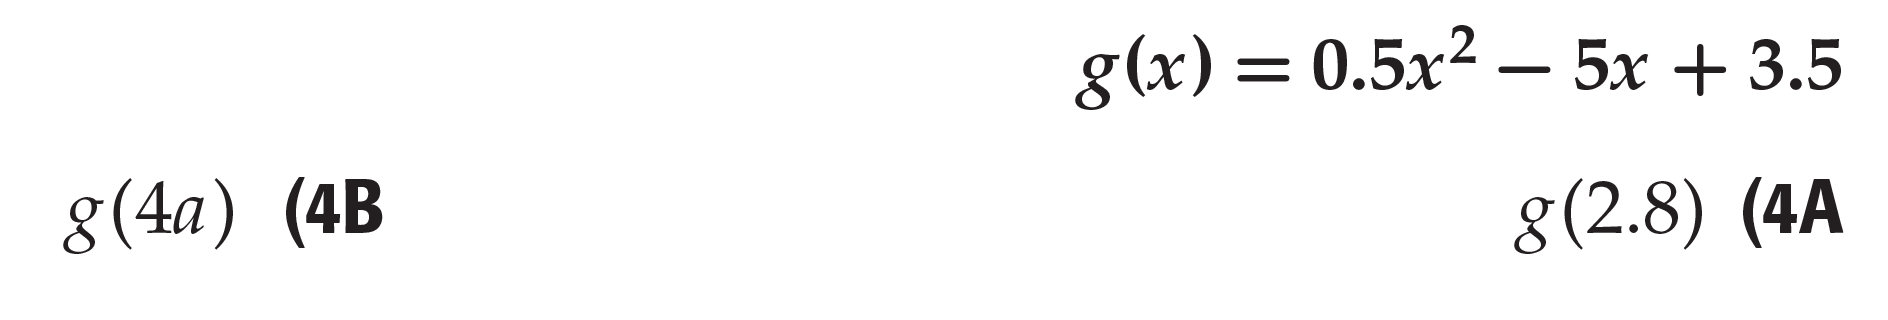 g(x) = 0.5x² − 5x + 3.5
(4A g(2.8)
(4B g(4a)